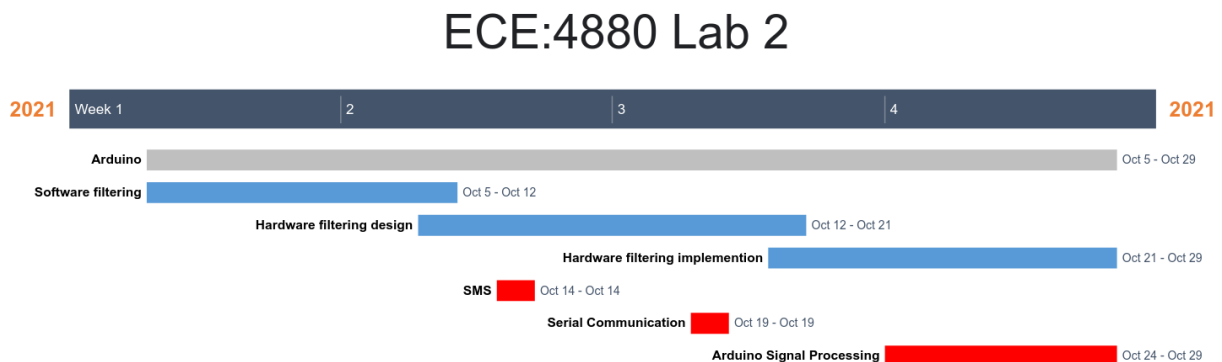 ECE:4880 Lab 2
2021 Week 1 2 3 4 2021
Arduino Oct 5 - Oct 29
Software filtering Oct 5 - Oct 12
Hardware filtering design Oct 12 - Oct 21
Hardware filtering implemention Oct 21 - Oct 29
SMS Oct 14 - Oct 14
Serial Communication Oct 19 - Oct 19
Arduino Signal Processing Oct 24 - Oct 29